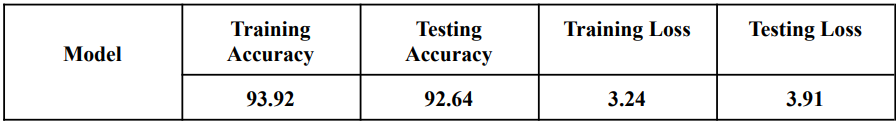 Model
Training Accuracy
Testing Accuracy
Training Loss
Testing Loss
93.92
92.64
3.24
3.91